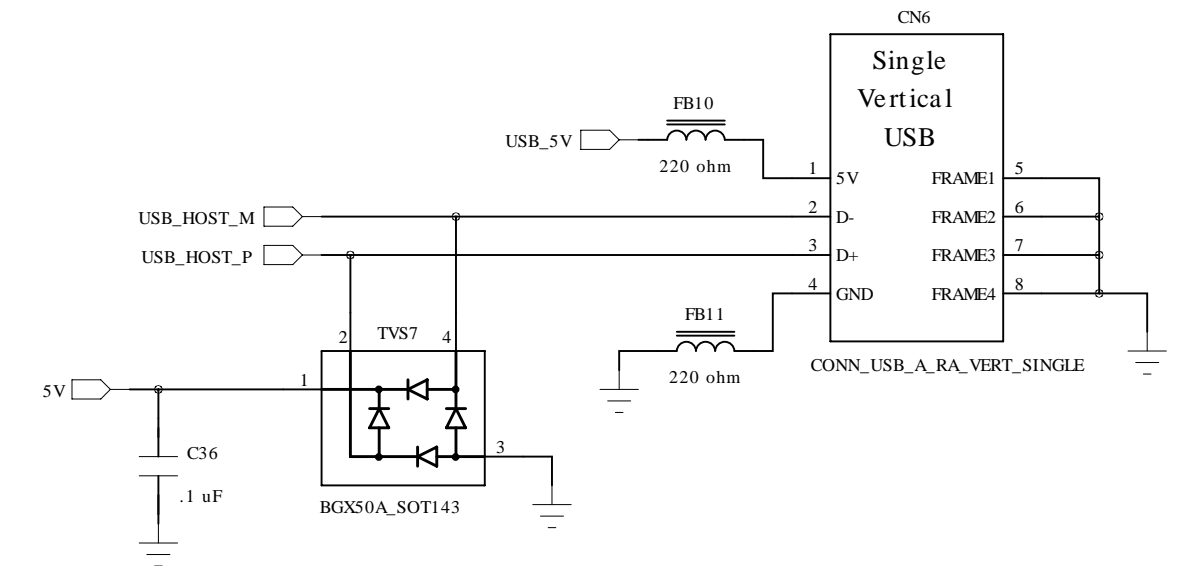 CN6
Single
Vertical
USB
FB10
USB_5V
220 ohm
1
5V
FRAME1
5
USB_HOST_M
2
D-
FRAME2
6
USB_HOST_P
3
D+
FRAME3
7
4
GND
FRAME4
8
FB11
220 ohm
CONN_USB_A_RA_VERT_SINGLE
2
TVS7
4
5V
1
3
C36
.1 uF
BGX50A_SOT143